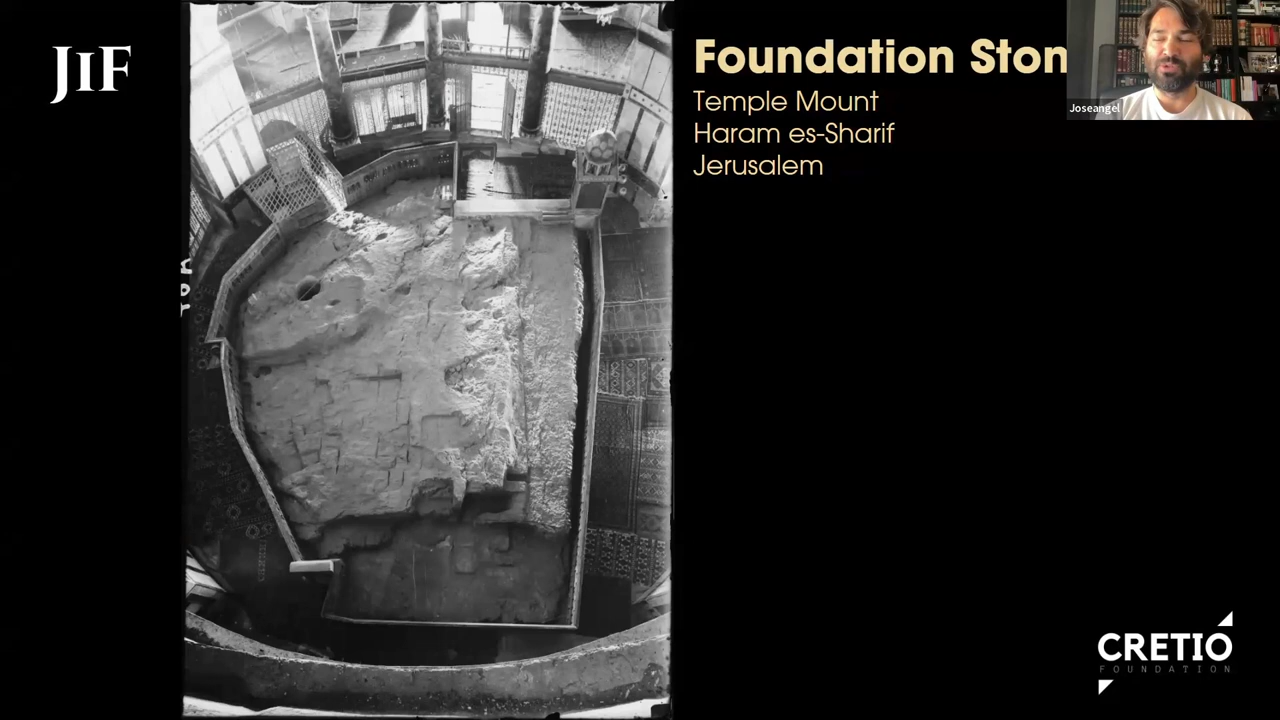 JIF
Foundation Ston
Temple Mount
Haram es-Sharif
Jerusalem
Joseangel
CRETIO
FOUNDATION